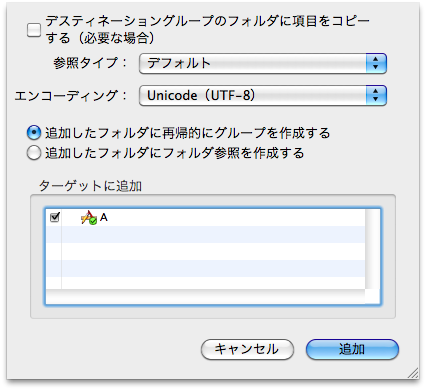 デスティネーショングループのフォルダに項目をコピー
する（必要な場合）
参照タイプ： デフォルト
エンコーディング： Unicode（UTF-8）
追加したフォルダに再帰的にグループを作成する
追加したフォルダにフォルダ参照を作成する
ターゲットに追加
A
キャンセル 追加